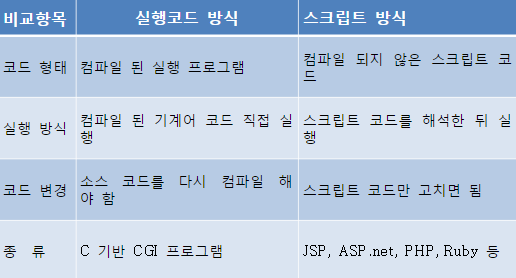 비교항목 실행코드 방식 스크립트 방식
코드 형태 컴파일 된 실행 프로그램 컴파일 되지 않은 스크립트 코
드
실행 방식 컴파일 된 기계어 코드 직접 실
행
스크립트 코드를 해석한 뒤 실
행
코드 변경 소스 코드를 다시 컴파일 해
야 함
스크립트 코드만 고치면 됨
종 류 C 기반 CGI 프로그램 JSP, ASP.net, PHP, Ruby 등